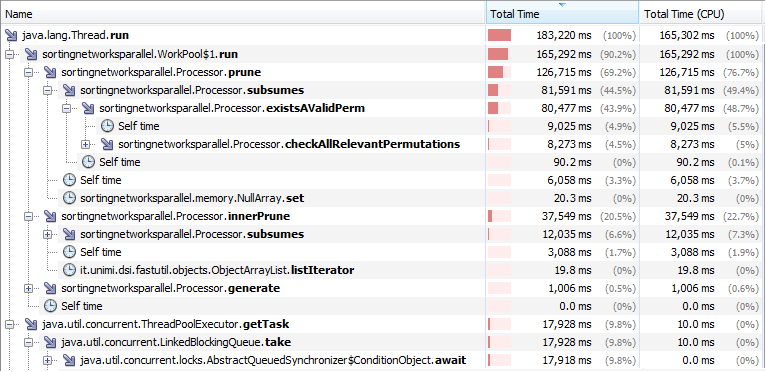 Name Total Time Total Time (CPU)
java.lang.Thread.run 183,220 ms (100%) 165,302 ms (100%)
sortingnetworksparallel.WorkPool$1.run 165,292 ms (90.2%) 165,292 ms (100%)
sortingnetworksparallel.Processor.prune 126,715 ms (69.2%) 126,715 ms (76.7%)
sortingnetworksparallel.Processor.subsumes 81,591 ms (44.5%) 81,591 ms (49.4%)
sortingnetworksparallel.Processor.existsAValidPerm 80,477 ms (43.9%) 80,477 ms (48.7%)
Self time 9,025 ms (4.9%) 9,025 ms (5.5%)
sortingnetworksparallel.Processor.checkAllRelevantPermutations 8,273 ms (4.5%) 8,273 ms (5%)
Self time 90.2 ms (0%) 90.2 ms (0.1%)
Self time 6,058 ms (3.3%) 6,058 ms (3.7%)
sortingnetworksparallel.memory.NullArray.set 20.3 ms (0%) 20.3 ms (0%)
sortingnetworksparallel.Processor.innerPrune 37,549 ms (20.5%) 37,549 ms (22.7%)
sortingnetworksparallel.Processor.subsumes 12,035 ms (6.6%) 12,035 ms (7.3%)
Self time 3,088 ms (1.7%) 3,088 ms (1.9%)
it.unimi.dsi.fastutil.objects.ObjectArrayList.listIterator 19.8 ms (0%) 19.8 ms (0%)
sortingnetworksparallel.Processor.generate 1,006 ms (0.5%) 1,006 ms (0.6%)
Self time 0.0 ms (0%) 0.0 ms (0%)
java.util.concurrent.ThreadPoolExecutor.getTask 17,928 ms (9.8%) 10.0 ms (0%)
java.util.concurrent.LinkedBlockingQueue.take 17,928 ms (9.8%) 10.0 ms (0%)
java.util.concurrent.locks.AbstractQueuedSynchronizer$ConditionObject.await 17,918 ms (9.8%) 0.0 ms (0%)